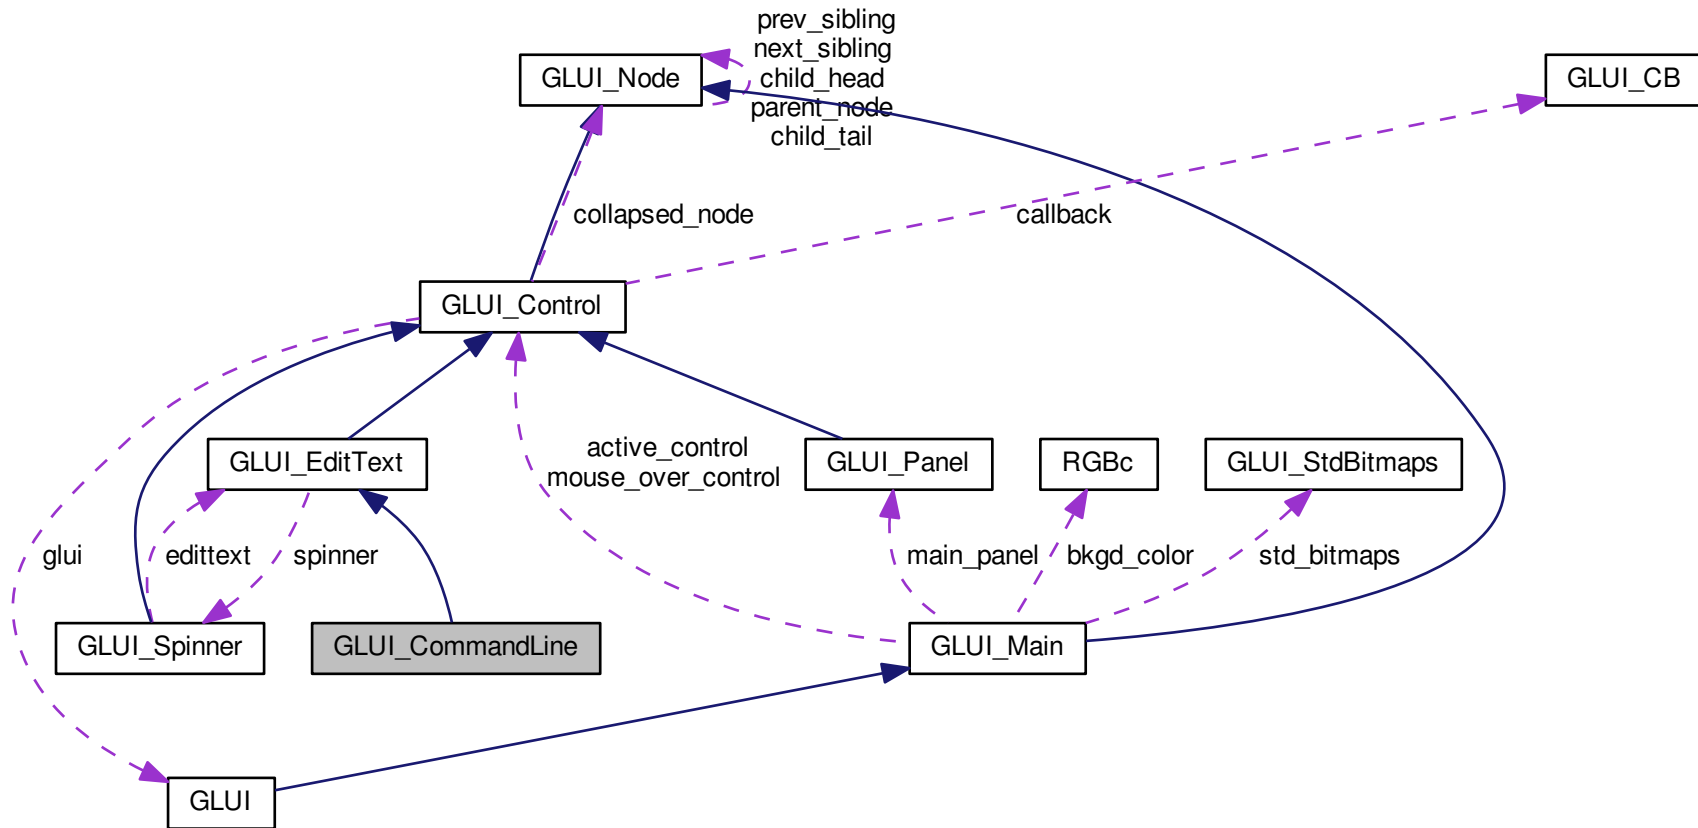 prev_sibling
next_sibling
child_head
parent_node
child_tail
GLUI_Node
GLUI_CB
collapsed_node
callback
GLUI_Control
active_control
mouse_over_control
GLUI_EditText
GLUI_Panel
RGBc
GLUI_StdBitmaps
glui
edittext
spinner
main_panel
bkgd_color
std_bitmaps
GLUI_Spinner
GLUI_CommandLine
GLUI_Main
GLUI